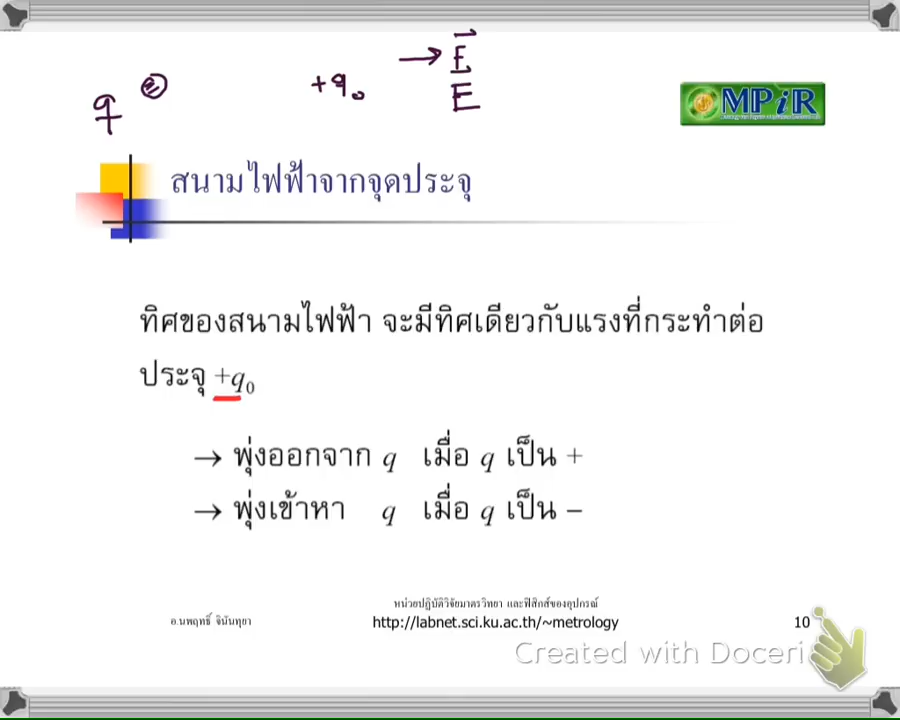 → E
q +q₀ E
MPiR
สนามไฟฟ้าจากจุดประจุ
ทิศของสนามไฟฟ้า จะมีทิศเดียวกับแรงที่กระทำต่อ
ประจุ +q₀
→ พุ่งออกจาก q เมื่อ q เป็น +
→ พุ่งเข้าหา q เมื่อ q เป็น −
หน่วยปฏิบัติวิจัยมาตรวิทยา และฟิสิกส์ของอุปกรณ์
อ.นพฤทธิ์ จินันทุยา http://labnet.sci.ku.ac.th/~metrology 10
Created with Doceri